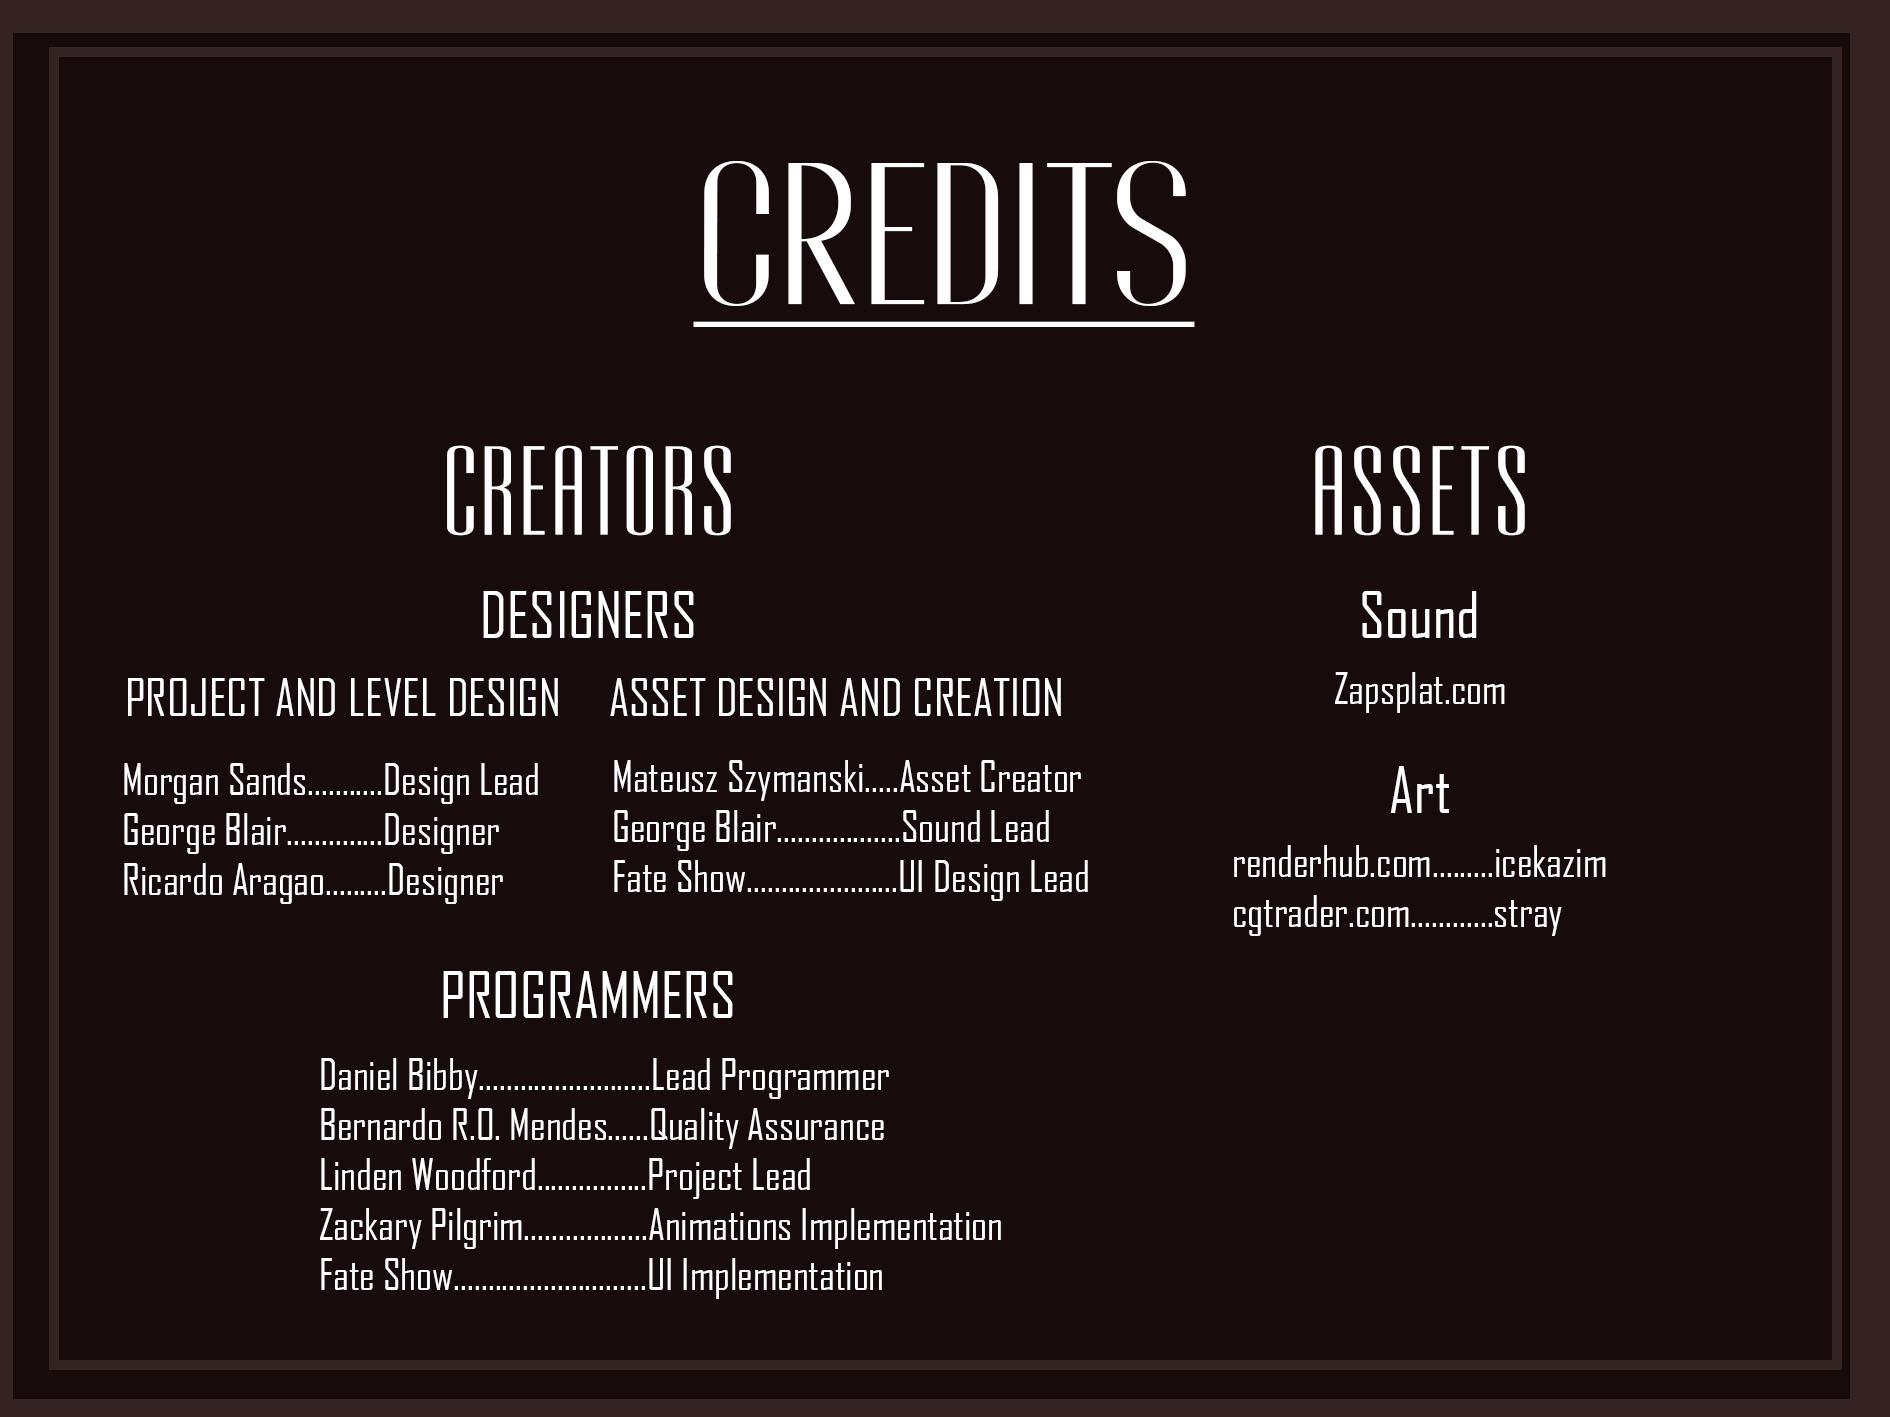 CREDITS
CREATORS
DESIGNERS
PROJECT AND LEVEL DESIGN
Morgan Sands...........Design Lead
George Blair..............Designer
Ricardo Aragao.........Designer
ASSET DESIGN AND CREATION
Mateusz Szymanski.....Asset Creator
George Blair..................Sound Lead
Fate Show......................UI Design Lead
PROGRAMMERS
Daniel Bibby.........................Lead Programmer
Bernardo R.O. Mendes......Quality Assurance
Linden Woodford................Project Lead
Zackary Pilgrim..................Animations Implementation
Fate Show............................UI Implementation
ASSETS
Sound
Zapsplat.com
Art
renderhub.com.........icekazim
cgtrader.com............stray